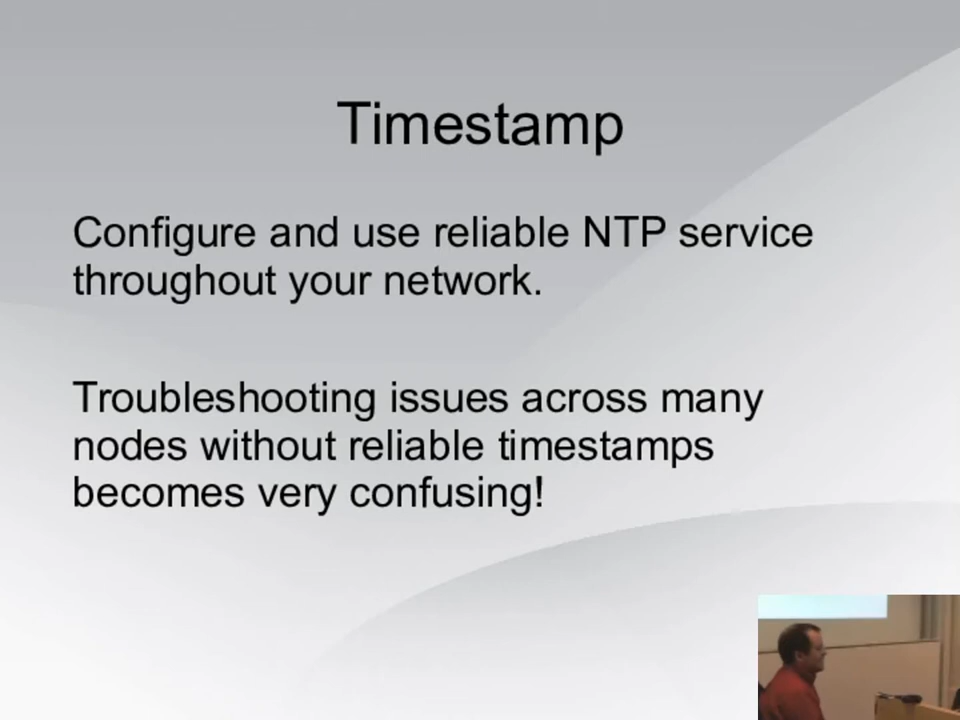 Timestamp
Configure and use reliable NTP service
throughout your network.
Troubleshooting issues across many
nodes without reliable timestamps
becomes very confusing!